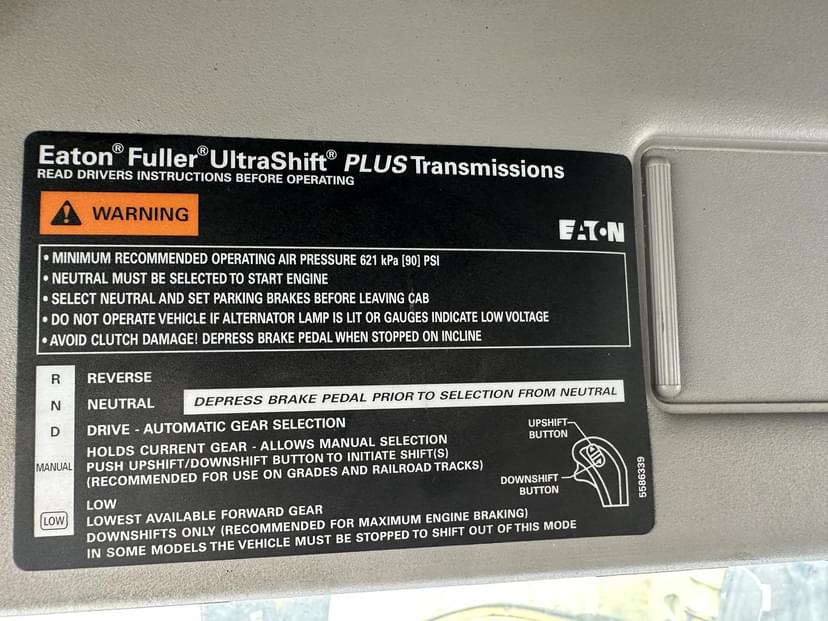 Eaton® Fuller® UltraShift® PLUS Transmissions
READ DRIVERS INSTRUCTIONS BEFORE OPERATING
WARNING
EATON
• MINIMUM RECOMMENDED OPERATING AIR PRESSURE 621 kPa [90] PSI
• NEUTRAL MUST BE SELECTED TO START ENGINE
• SELECT NEUTRAL AND SET PARKING BRAKES BEFORE LEAVING CAB
• DO NOT OPERATE VEHICLE IF ALTERNATOR LAMP IS LIT OR GAUGES INDICATE LOW VOLTAGE
• AVOID CLUTCH DAMAGE! DEPRESS BRAKE PEDAL WHEN STOPPED ON INCLINE
R REVERSE
N NEUTRAL DEPRESS BRAKE PEDAL PRIOR TO SELECTION FROM NEUTRAL
D DRIVE - AUTOMATIC GEAR SELECTION
HOLDS CURRENT GEAR - ALLOWS MANUAL SELECTION
MANUAL PUSH UPSHIFT/DOWNSHIFT BUTTON TO INITIATE SHIFT(S)
(RECOMMENDED FOR USE ON GRADES AND RAILROAD TRACKS)
UPSHIFT
BUTTON
DOWNSHIFT
BUTTON
5586339
LOW
LOW LOWEST AVAILABLE FORWARD GEAR
DOWNSHIFTS ONLY (RECOMMENDED FOR MAXIMUM ENGINE BRAKING)
IN SOME MODELS THE VEHICLE MUST BE STOPPED TO SHIFT OUT OF THIS MODE